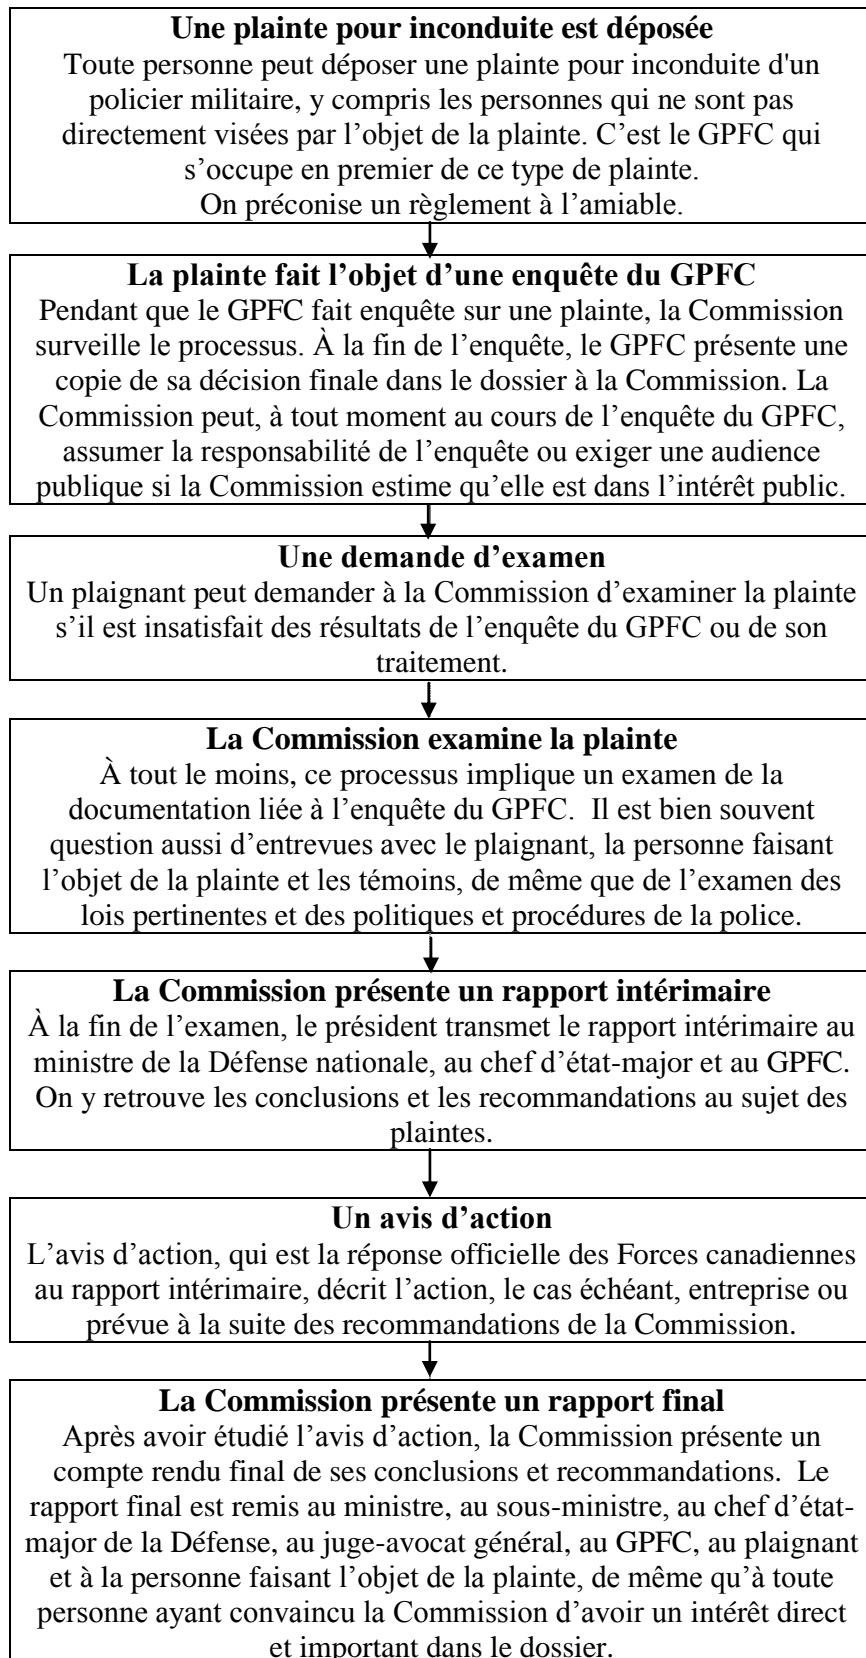 Une plainte pour inconduite est déposée
Toute personne peut déposer une plainte pour inconduite d'un
policier militaire, y compris les personnes qui ne sont pas
directement visées par l’objet de la plainte. C’est le GPFC qui
s’occupe en premier de ce type de plainte.
On préconise un règlement à l’amiable.
La plainte fait l’objet d’une enquête du GPFC
Pendant que le GPFC fait enquête sur une plainte, la Commission
surveille le processus. À la fin de l’enquête, le GPFC présente une
copie de sa décision finale dans le dossier à la Commission. La
Commission peut, à tout moment au cours de l’enquête du GPFC,
assumer la responsabilité de l’enquête ou exiger une audience
publique si la Commission estime qu’elle est dans l’intérêt public.
Une demande d’examen
Un plaignant peut demander à la Commission d’examiner la plainte
s’il est insatisfait des résultats de l’enquête du GPFC ou de son
traitement.
La Commission examine la plainte
À tout le moins, ce processus implique un examen de la
documentation liée à l’enquête du GPFC. Il est bien souvent
question aussi d’entrevues avec le plaignant, la personne faisant
l’objet de la plainte et les témoins, de même que de l’examen des
lois pertinentes et des politiques et procédures de la police.
La Commission présente un rapport intérimaire
À la fin de l’examen, le président transmet le rapport intérimaire au
ministre de la Défense nationale, au chef d’état-major et au GPFC.
On y retrouve les conclusions et les recommandations au sujet des
plaintes.
Un avis d’action
L’avis d’action, qui est la réponse officielle des Forces canadiennes
au rapport intérimaire, décrit l’action, le cas échéant, entreprise ou
prévue à la suite des recommandations de la Commission.
La Commission présente un rapport final
Après avoir étudié l’avis d’action, la Commission présente un
compte rendu final de ses conclusions et recommandations. Le
rapport final est remis au ministre, au sous-ministre, au chef d’état-
major de la Défense, au juge-avocat général, au GPFC, au plaignant
et à la personne faisant l’objet de la plainte, de même qu’à toute
personne ayant convaincu la Commission d’avoir un intérêt direct
et important dans le dossier.